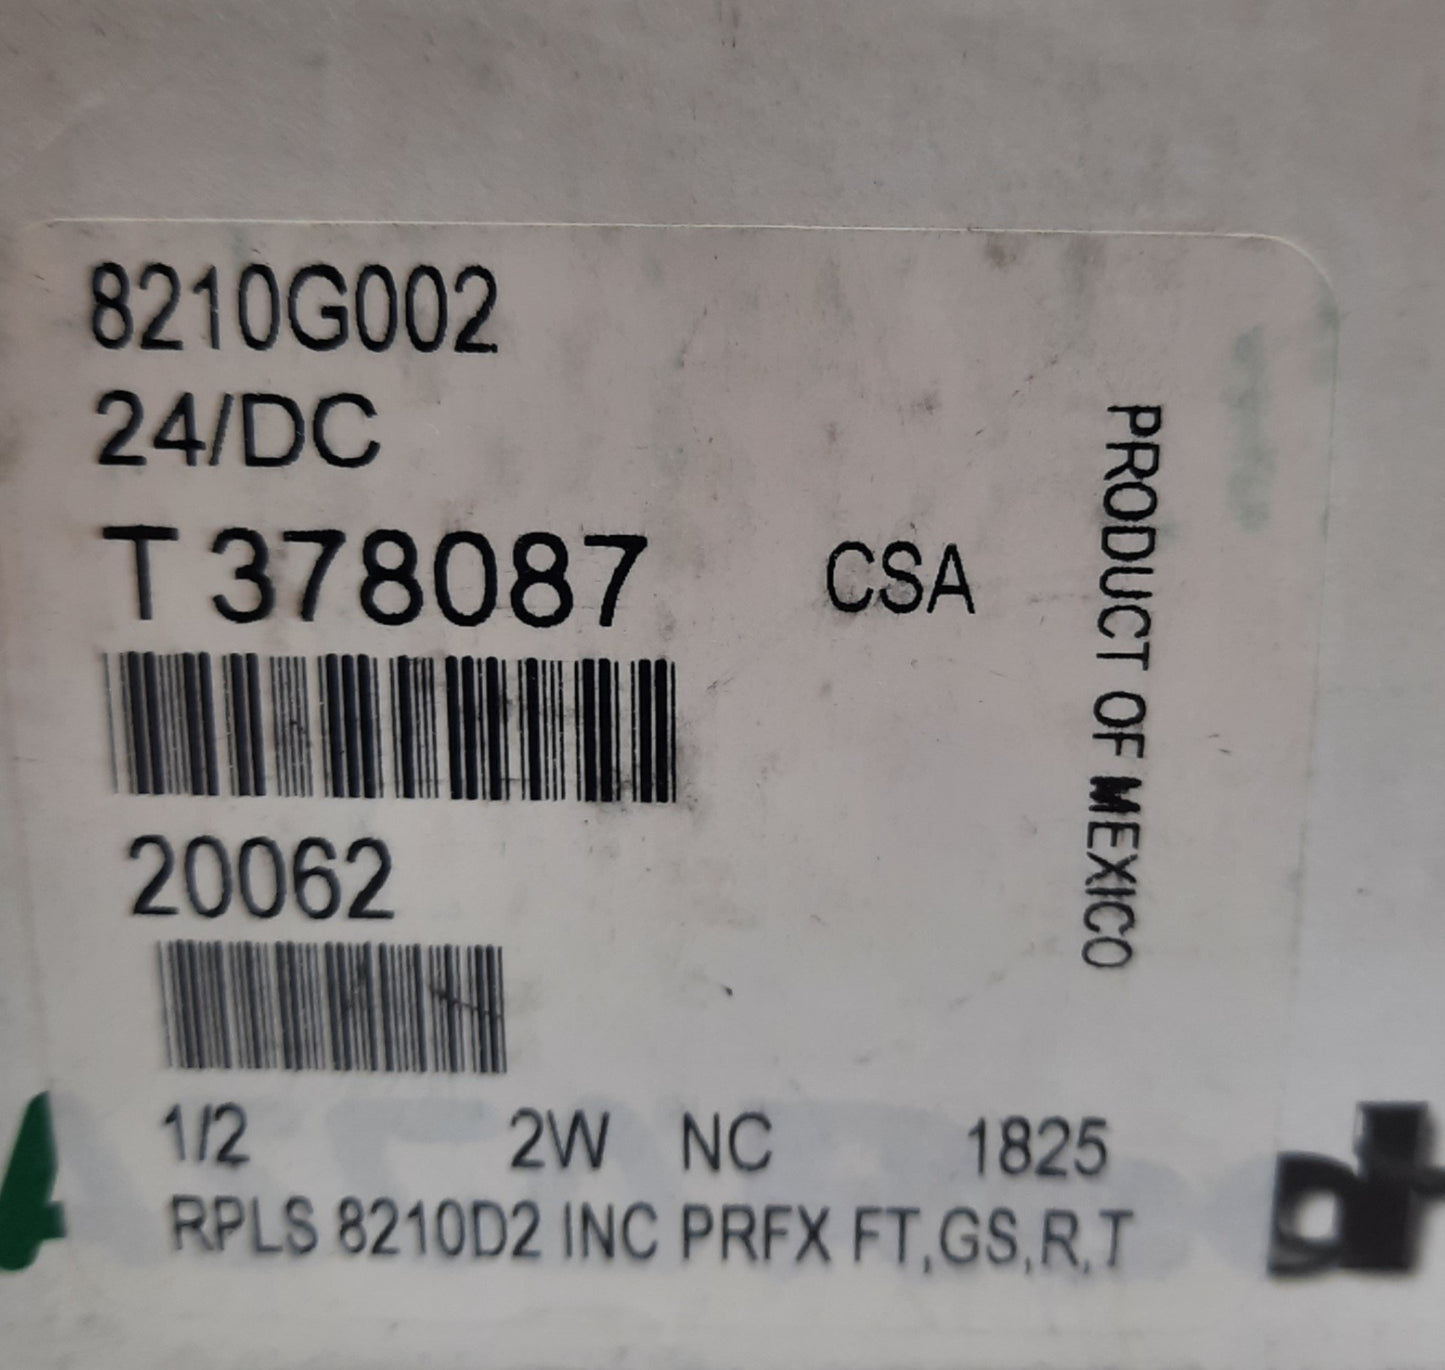 8210G002
24/DC
T 378087 CSA
20062
1/2 2W NC 1825
RPLS 8210D2 INC PRFX FT,GS,R,T
PRODUCT OF MEXICO